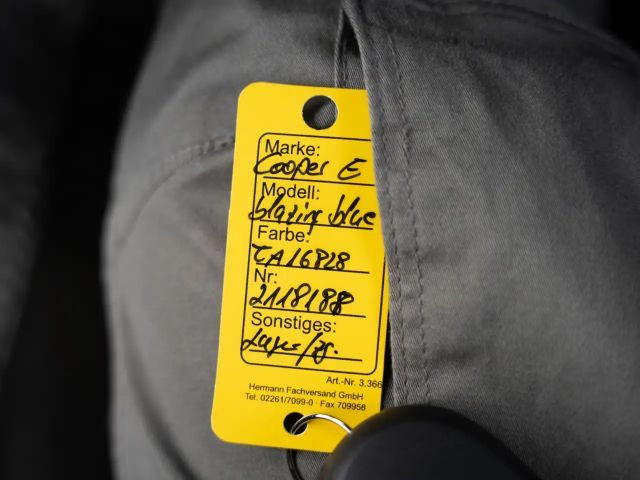 Marke:
Cooper E
Modell:
blazing blue
Farbe:
Nr:
2118188
Sonstiges:
Art.-Nr. 3.366
Hermann Fachversand GmbH
Tel. 02261/7099-0 · Fax 709958